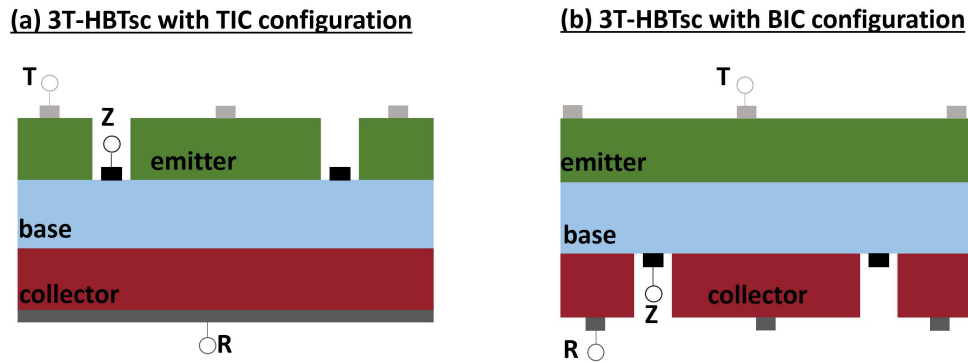 (a) 3T-HBTsc with TIC configuration
T
Z
emitter
base
collector
R
(b) 3T-HBTsc with BIC configuration
T
emitter
base
collector
Z
R